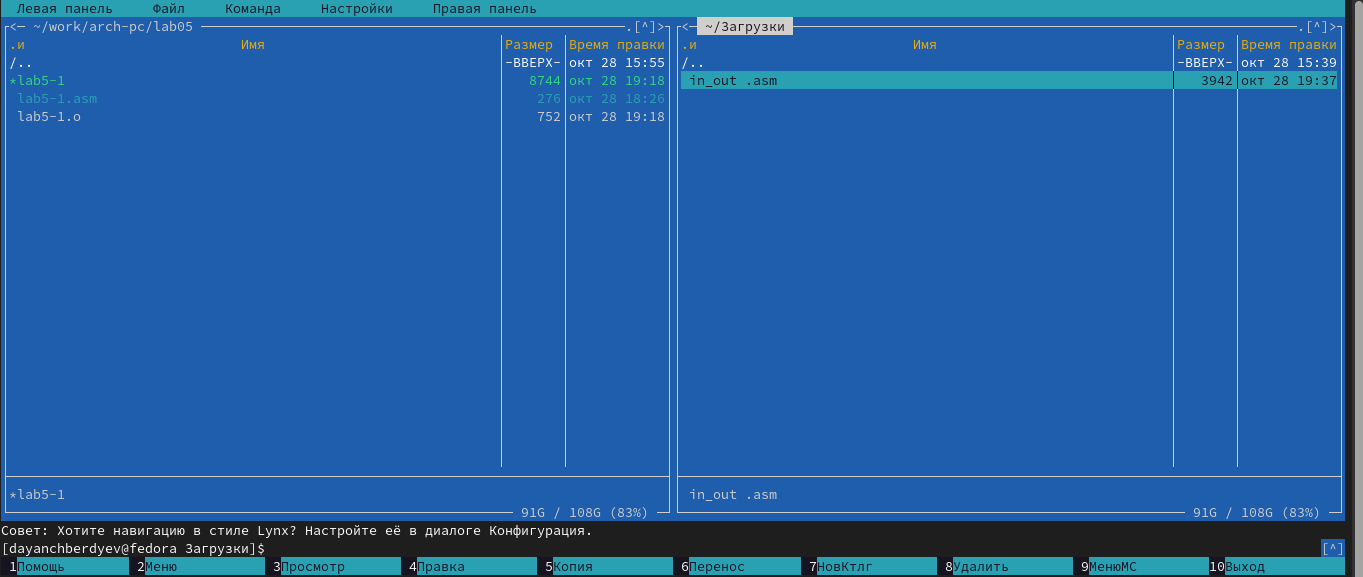 Левая панель Файл Команда Настройки Правая панель
<─ ~/work/arch-pc/lab05 ─.[^]> <─ ~/Загрузки ─.[^]>
.и Имя Размер Время правки .и Имя Размер Время правки
/.. -ВВЕРХ- окт 28 15:55 /.. -ВВЕРХ- окт 28 15:39
*lab5-1 8744 окт 28 19:18 in_out .asm 3942 окт 28 19:37
lab5-1.asm 276 окт 28 18:26
lab5-1.o 752 окт 28 19:18
*lab5-1 in_out .asm
91G / 108G (83%) 91G / 108G (83%)
Совет: Хотите навигацию в стиле Lynx? Настройте её в диалоге Конфигурация.
[dayanchberdyev@fedora Загрузки]$ [^]
1Помощь 2Меню 3Просмотр 4Правка 5Копия 6Перенос 7НовКтлг 8Удалить 9МенюМС 10Выход